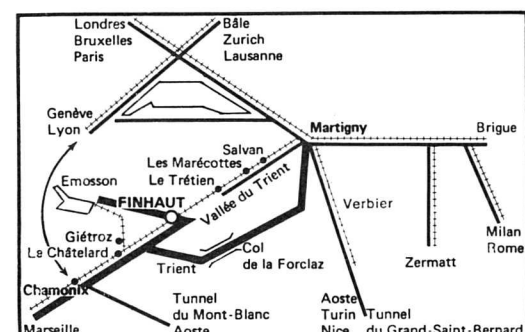 Londres
Bruxelles
Paris
Bâle
Zurich
Lausanne
Genève
Lyon
Martigny
Brigue
Salvan
Les Marécottes
Le Trétien
Emosson
FINHAUT
Vallée du Trient
Verbier
Giétroz
Le Châtelard
Trient
Col
de la Forclaz
Zermatt
Milan
Rome
Chamonix
Tunnel
du Mont-Blanc
Aoste
Marseille
Aoste
Turin
Nice
Tunnel
du Grand-Saint-Bernard